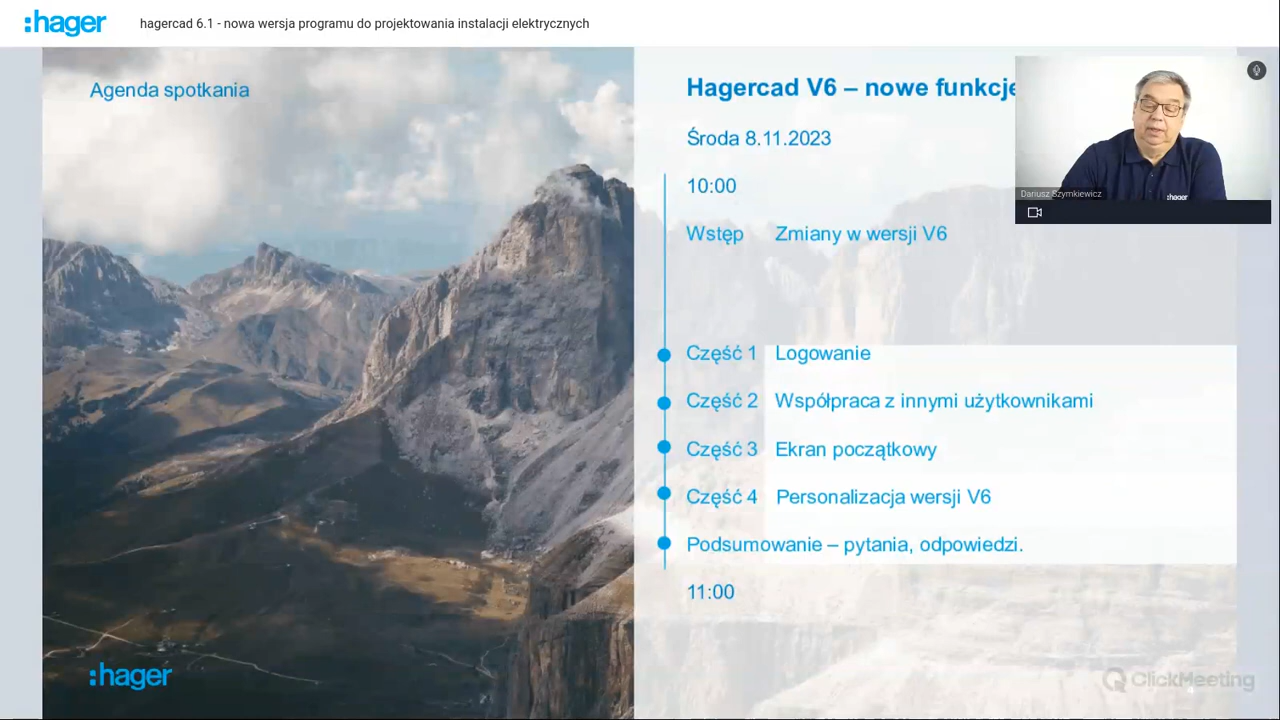 :hager
hagercad 6.1 - nowa wersja programu do projektowania instalacji elektrycznych
Agenda spotkania
Hagercad V6 – nowe funkcje
Środa 8.11.2023
Dariusz Szymkiewicz
:hager
10:00
Wstęp Zmiany w wersji V6
Część 1 Logowanie
Część 2 Współpraca z innymi użytkownikami
Część 3 Ekran początkowy
Część 4 Personalizacja wersji V6
Podsumowanie – pytania, odpowiedzi.
11:00
:hager
ClickMeeting